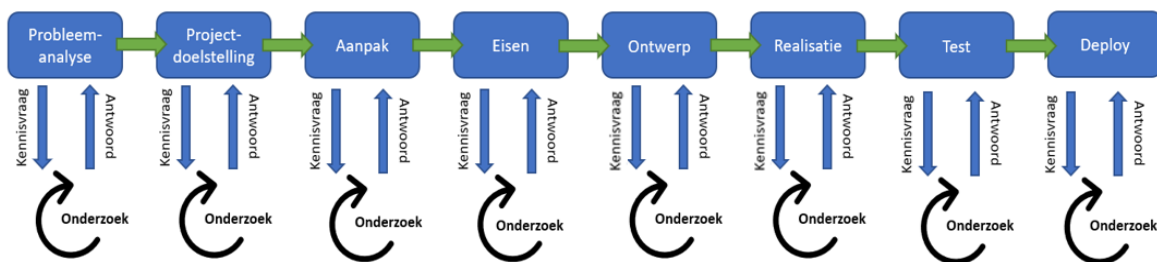 Probleem-
analyse
Project-
doelstelling
Aanpak
Eisen
Ontwerp
Realisatie
Test
Deploy
Kennisvraag
Antwoord
Kennisvraag
Antwoord
Kennisvraag
Antwoord
Kennisvraag
Antwoord
Kennisvraag
Antwoord
Kennisvraag
Antwoord
Kennisvraag
Antwoord
Kennisvraag
Antwoord
Onderzoek
Onderzoek
Onderzoek
Onderzoek
Onderzoek
Onderzoek
Onderzoek
Onderzoek